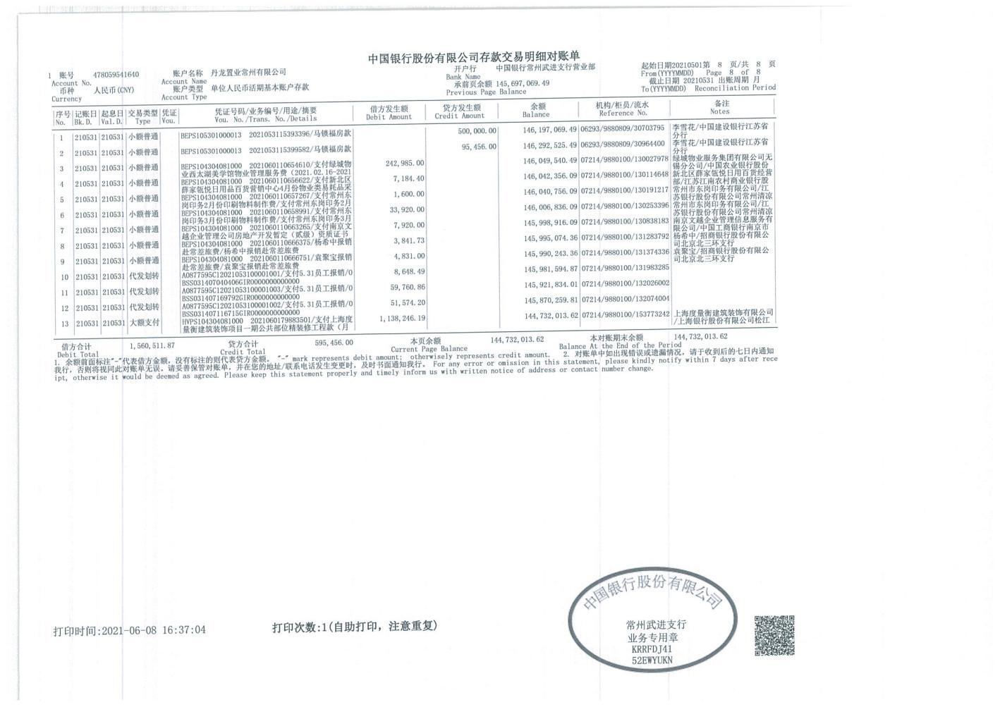 中国银行股份有限公司存款交易明细对账单
1 账号 478059541640 账户名称 丹龙置业常州有限公司 开户行 中国银行常州武进支行营业部 起始日期20210501第 8 页/共 8 页
Account No. Account Name Bank Name From(YYYYMMDD) Page 8 of 8
币种 人民币(CNY) 账户类型 单位人民币活期基本账户存款 承前页余额 145,697,069.49 截止日期 20210531 出账周期 月
Currency Account Type Previous Page Balance To(YYYYMMDD) Reconciliation Period
序号 记账日 起息日 交易类型 凭证 凭证号码/业务编号/用途/摘要 借方发生额 贷方发生额 余额 机构/柜员/流水 备注
No. Bk.D. Val.D. Type Vou. Vou. No./Trans. No./Details Debit Amount Credit Amount Balance Reference No. Notes
1 210531 210531 小额普通 BEPS105301000013 2021053115393396/马锁福房款 500,000.00 146,197,069.49 06293/9880809/30703795 李雪花/中国建设银行江苏省
分行
2 210531 210531 小额普通 BEPS105301000013 2021053115399582/马锁福房款 95,456.00 146,292,525.49 06293/9880809/30964400 李雪花/中国建设银行江苏省
分行
3 210531 210531 小额普通 BEPS104304081000 2021060110654610/支付绿城物 242,985.00 146,049,540.49 07214/9880100/130027978 绿城物业服务集团有限公司无
业西太湖美学馆物业管理服务费（2021.02.16-2021 锡分公司/中国农业银行股份
4 210531 210531 小额普通 BEPS104304081000 2021060110656622/支付新北区 7,184.40 146,042,356.09 07214/9880100/130114648 新北区薛家瓴悦日用百货经营
薛家瓴悦日用品百货营销中心4月份物业类易耗品采 部/江苏江南农村商业银行股
5 210531 210531 小额普通 BEPS104304081000 2021060110657267/支付常州东 1,600.00 146,040,756.09 07214/9880100/130191217 常州市东岗印务有限公司/江
岗印务2月份印刷物料制作费/支付常州东岗印务2月 苏银行股份有限公司常州清凉
6 210531 210531 小额普通 BEPS104304081000 2021060110658991/支付常州东 33,920.00 146,006,836.09 07214/9880100/130253396 常州市东岗印务有限公司/江
岗印务3月份印刷物料制作费/支付常州东岗印务3月 苏银行股份有限公司常州清凉
7 210531 210531 小额普通 BEPS104304081000 2021060110663265/支付南京文 7,920.00 145,998,916.09 07214/9880100/130838183 南京文越企业管理信息服务有
越企业管理公司房地产开发暂定（贰级）资质证书 限公司/中国工商银行南京市
8 210531 210531 小额普通 BEPS104304081000 2021060110666375/杨希中报销 3,841.73 145,995,074.36 07214/9880100/131283792 杨希中/招商银行股份有限公
赴常差旅费/杨希中报销赴常差旅费 司北京北三环支行
9 210531 210531 小额普通 BEPS104304081000 2021060110666751/袁聚宝报销 4,831.00 145,990,243.36 07214/9880100/131374336 袁聚宝/招商银行股份有限公
赴常差旅费/袁聚宝报销赴常差旅费 司北京北三环支行
10 210531 210531 代发划转 A0877595C12021053100001001/支付5.31员工报销/0 8,648.49 145,981,594.87 07214/9880100/131983285
BSS031407040406GIR0000000000000
11 210531 210531 代发划转 A0877595C12021053100001003/支付5.31员工报销/0 59,760.86 145,921,834.01 07214/9880100/132026002
BSS031407169792GIR0000000000000
12 210531 210531 代发划转 A0877595C12021053100001002/支付5.31员工报销/0 51,574.20 145,870,259.81 07214/9880100/132074004
BSS031407116715GIR0000000000000
13 210531 210531 大额支付 HVPS104304081000 2021060179883501/支付上海度 1,138,246.19 144,732,013.62 07214/9880100/153773242 上海度量衡建筑装饰有限公司
量衡建筑装饰项目一期公共部位精装修工程款（月 /上海银行股份有限公司松江
借方合计 1,560,511.87 贷方合计 595,456.00 本页余额 144,732,013.62 本对账期末余额 144,732,013.62
Debit Total Credit Total Current Page Balance Balance At the End of the Period
1. 余额前面标注"-"代表借方金额，没有标注的则代表贷方金额。 "-" mark represents debit amount; otherwisely represents credit amount. 2. 对账单中如出现错误或遗漏情况，请于收到后的七日内通知
我行，否则将视同此对账单无误。请妥善保管对账单，并在您的地址/联系电话发生变更时，及时书面通知我行。 For any error or omission in this statement, please kindly notify within 7 days after rece
ipt, otherwise it would be deemed as agreed. Please keep this statement properly and timely inform us with written notice of address or contact number change.
中国银行股份有限公司
常州武进支行
业务专用章
KRRFDJ41
52EWYUKN
打印时间:2021-06-08 16:37:04 打印次数:1(自助打印，注意重复)